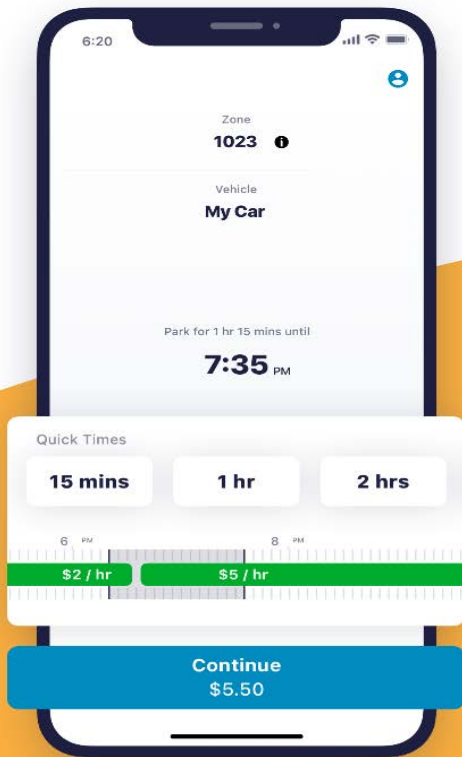 6:20
Zone
1023
Vehicle
My Car
Park for 1 hr 15 mins until
7:35 PM
Quick Times
15 mins 1 hr 2 hrs
6 PM 8 PM
$2 / hr $5 / hr
Continue
$5.50